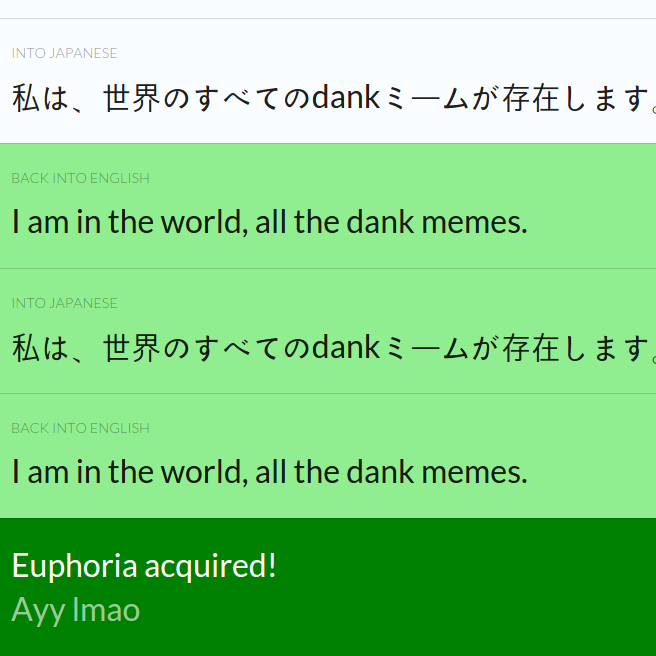 INTO JAPANESE
私は、世界のすべてのdankミームが存在します。
BACK INTO ENGLISH
I am in the world, all the dank memes.
INTO JAPANESE
私は、世界のすべてのdankミームが存在します。
BACK INTO ENGLISH
I am in the world, all the dank memes.
Euphoria acquired!
Ayy lmao